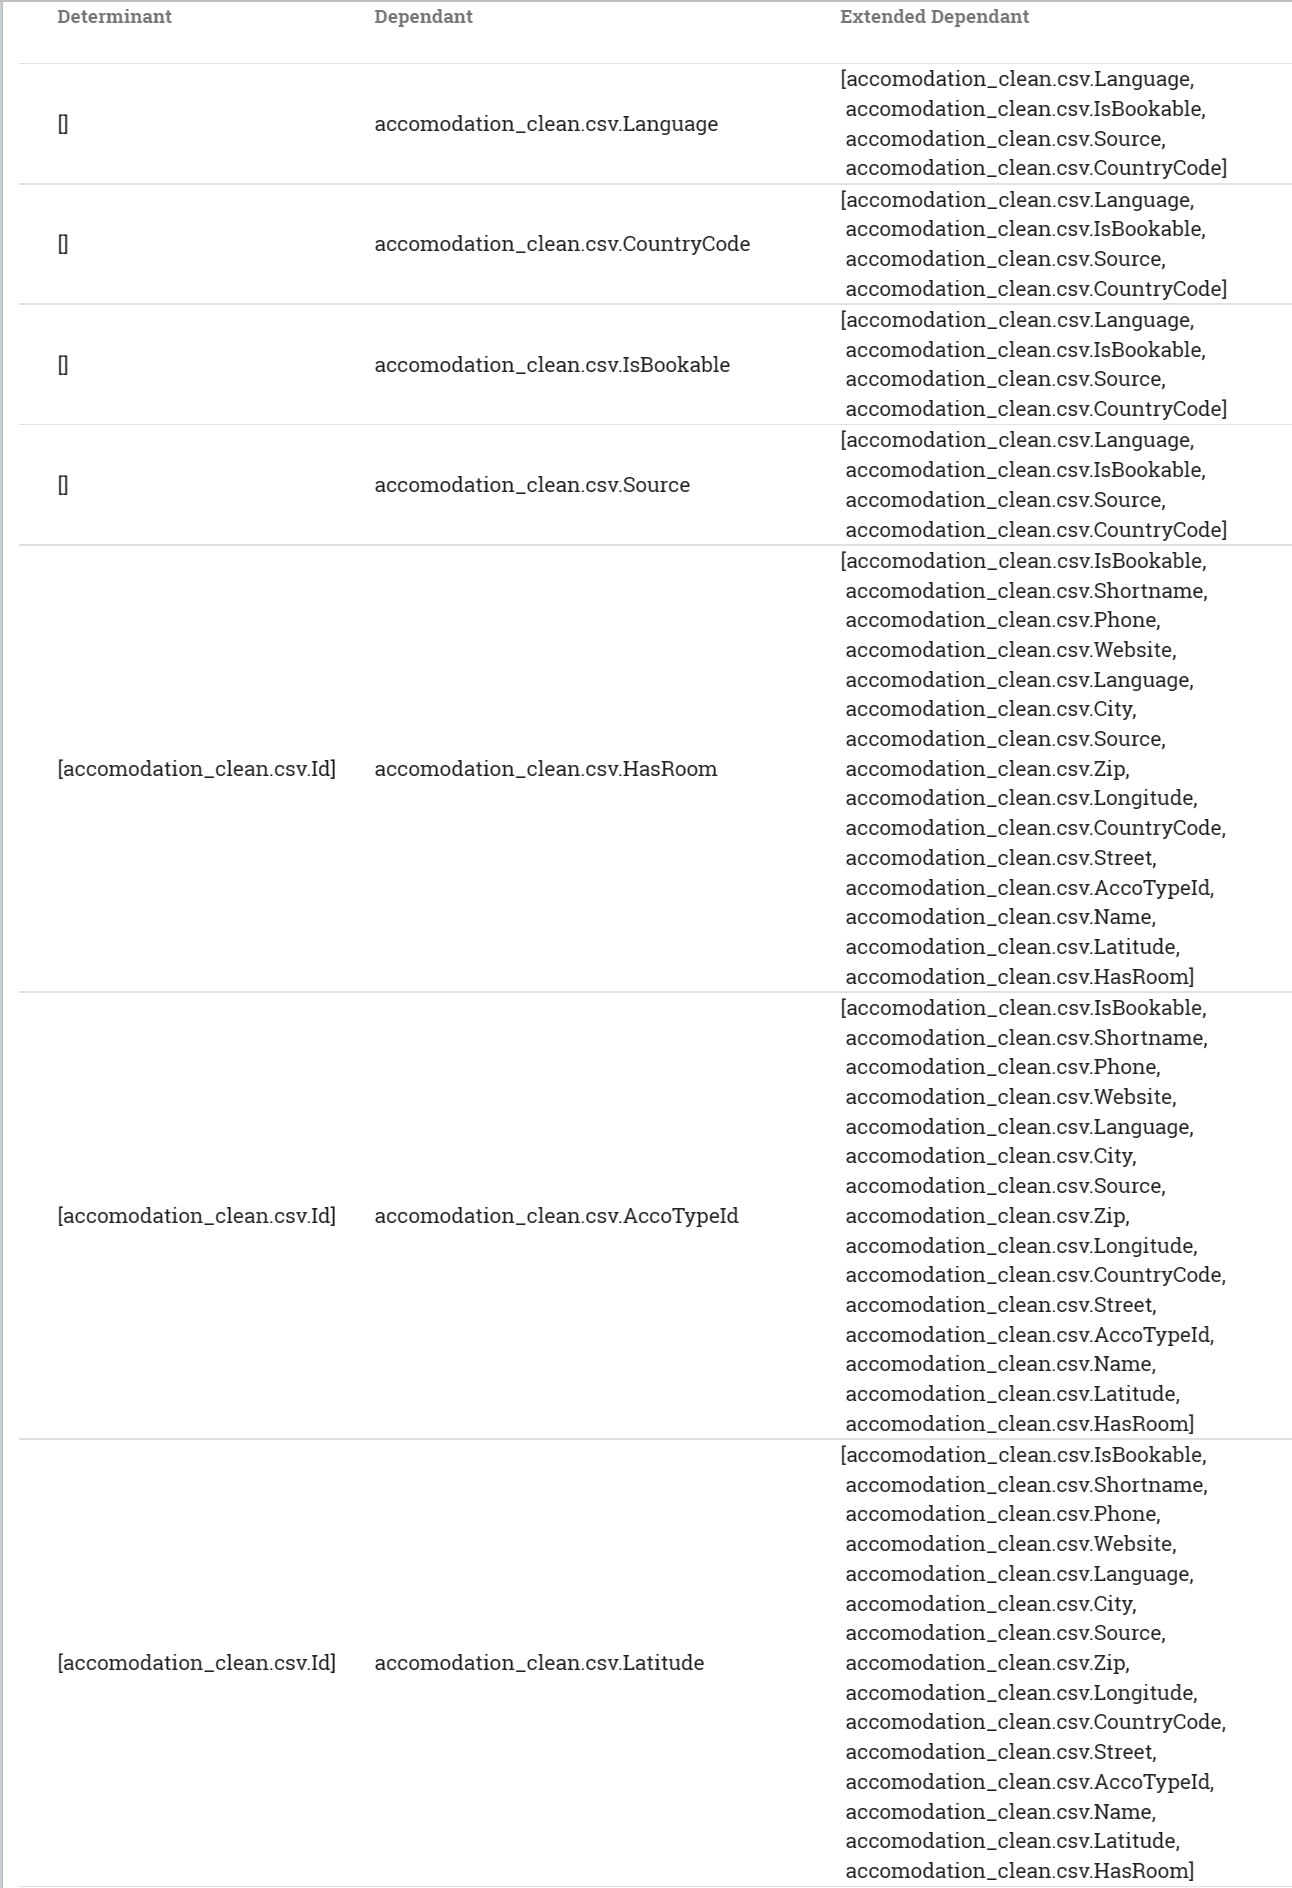 Determinant Dependant Extended Dependant
[accomodation_clean.csv.Language,
accomodation_clean.csv.IsBookable,
[] accomodation_clean.csv.Language
accomodation_clean.csv.Source,
accomodation_clean.csv.CountryCode]
[accomodation_clean.csv.Language,
accomodation_clean.csv.IsBookable,
[] accomodation_clean.csv.CountryCode
accomodation_clean.csv.Source,
accomodation_clean.csv.CountryCode]
[accomodation_clean.csv.Language,
accomodation_clean.csv.IsBookable,
[] accomodation_clean.csv.IsBookable
accomodation_clean.csv.Source,
accomodation_clean.csv.CountryCode]
[accomodation_clean.csv.Language,
accomodation_clean.csv.IsBookable,
[] accomodation_clean.csv.Source
accomodation_clean.csv.Source,
accomodation_clean.csv.CountryCode]
[accomodation_clean.csv.IsBookable,
accomodation_clean.csv.Shortname,
accomodation_clean.csv.Phone,
accomodation_clean.csv.Website,
accomodation_clean.csv.Language,
accomodation_clean.csv.City,
accomodation_clean.csv.Source,
[accomodation_clean.csv.Id] accomodation_clean.csv.HasRoom accomodation_clean.csv.Zip,
accomodation_clean.csv.Longitude,
accomodation_clean.csv.CountryCode,
accomodation_clean.csv.Street,
accomodation_clean.csv.AccoTypeId,
accomodation_clean.csv.Name,
accomodation_clean.csv.Latitude,
accomodation_clean.csv.HasRoom]
[accomodation_clean.csv.IsBookable,
accomodation_clean.csv.Shortname,
accomodation_clean.csv.Phone,
accomodation_clean.csv.Website,
accomodation_clean.csv.Language,
accomodation_clean.csv.City,
accomodation_clean.csv.Source,
[accomodation_clean.csv.Id] accomodation_clean.csv.AccoTypeId accomodation_clean.csv.Zip,
accomodation_clean.csv.Longitude,
accomodation_clean.csv.CountryCode,
accomodation_clean.csv.Street,
accomodation_clean.csv.AccoTypeId,
accomodation_clean.csv.Name,
accomodation_clean.csv.Latitude,
accomodation_clean.csv.HasRoom]
[accomodation_clean.csv.IsBookable,
accomodation_clean.csv.Shortname,
accomodation_clean.csv.Phone,
accomodation_clean.csv.Website,
accomodation_clean.csv.Language,
accomodation_clean.csv.City,
accomodation_clean.csv.Source,
[accomodation_clean.csv.Id] accomodation_clean.csv.Latitude accomodation_clean.csv.Zip,
accomodation_clean.csv.Longitude,
accomodation_clean.csv.CountryCode,
accomodation_clean.csv.Street,
accomodation_clean.csv.AccoTypeId,
accomodation_clean.csv.Name,
accomodation_clean.csv.Latitude,
accomodation_clean.csv.HasRoom]